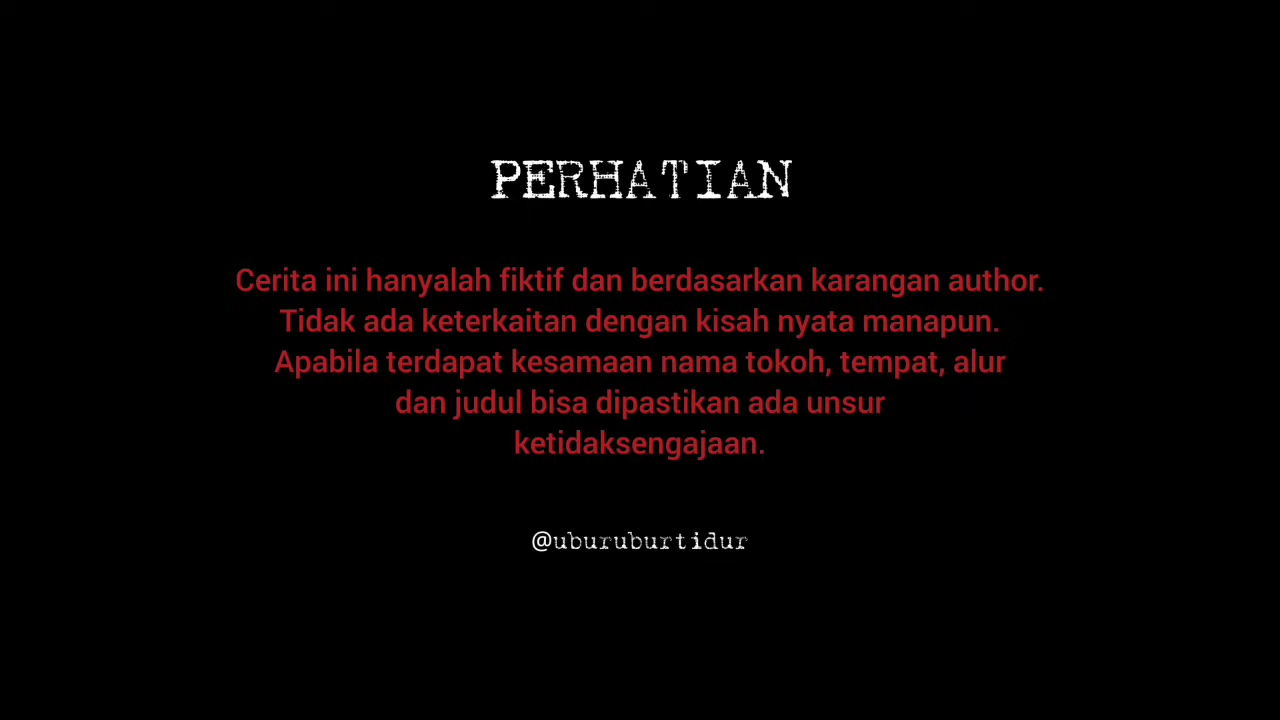 PERHATIAN
Cerita ini hanyalah fiktif dan berdasarkan karangan author.
Tidak ada keterkaitan dengan kisah nyata manapun.
Apabila terdapat kesamaan nama tokoh, tempat, alur
dan judul bisa dipastikan ada unsur
ketidaksengajaan.
@uburuburtidur